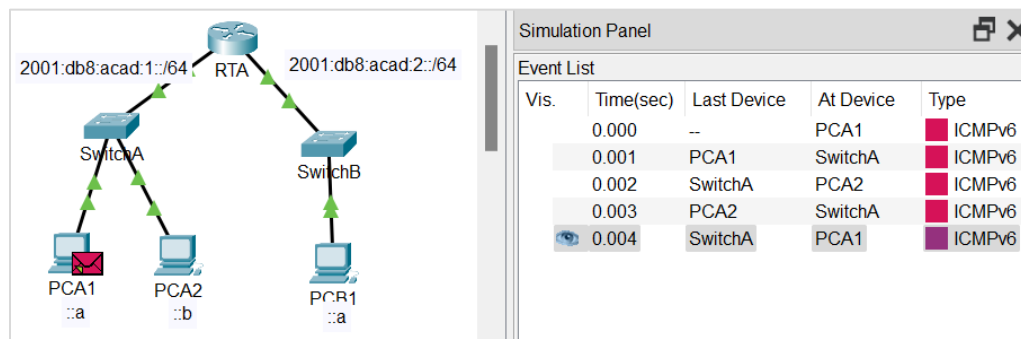 2001:db8:acad:1::/64
RTA
2001:db8:acad:2::/64
SwitchA
SwitchB
PCA1
::a
PCA2
::b
PCB1
::a
Simulation Panel
Event List
Vis. Time(sec) Last Device At Device Type
0.000 -- PCA1 ICMPv6
0.001 PCA1 SwitchA ICMPv6
0.002 SwitchA PCA2 ICMPv6
0.003 PCA2 SwitchA ICMPv6
0.004 SwitchA PCA1 ICMPv6